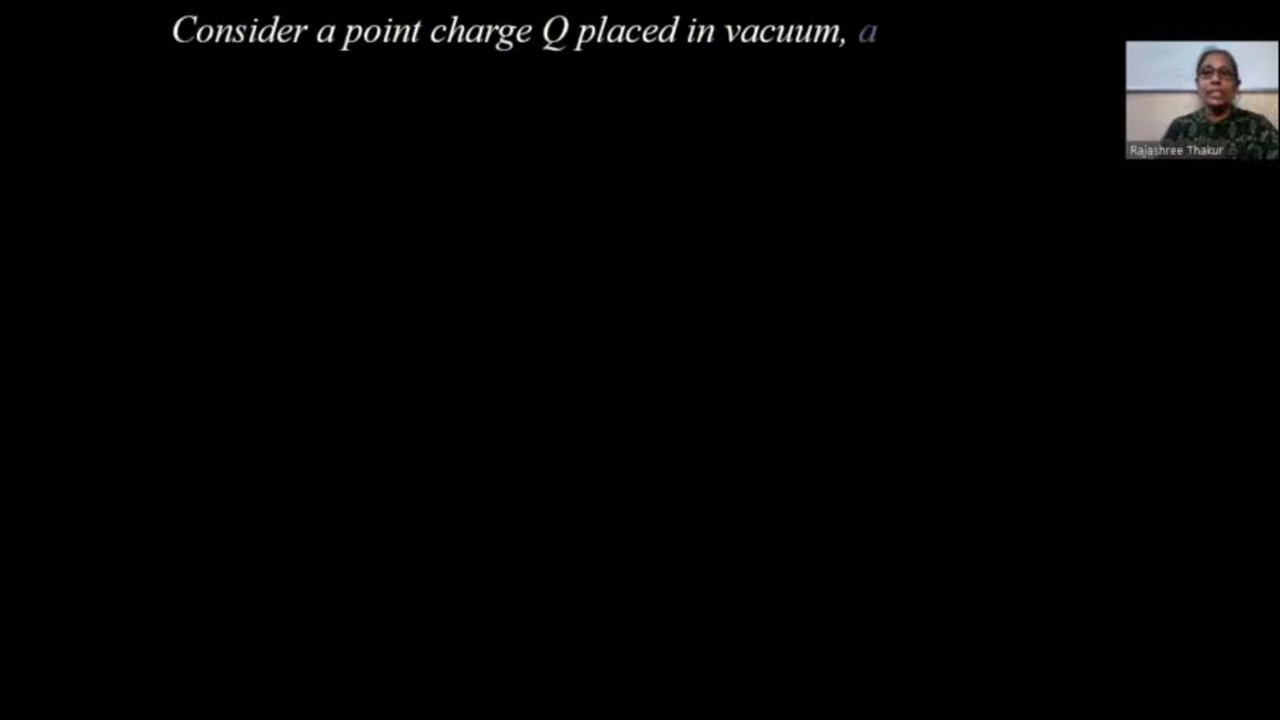 Consider a point charge Q placed in vacuum, a
Rajashree Thakur